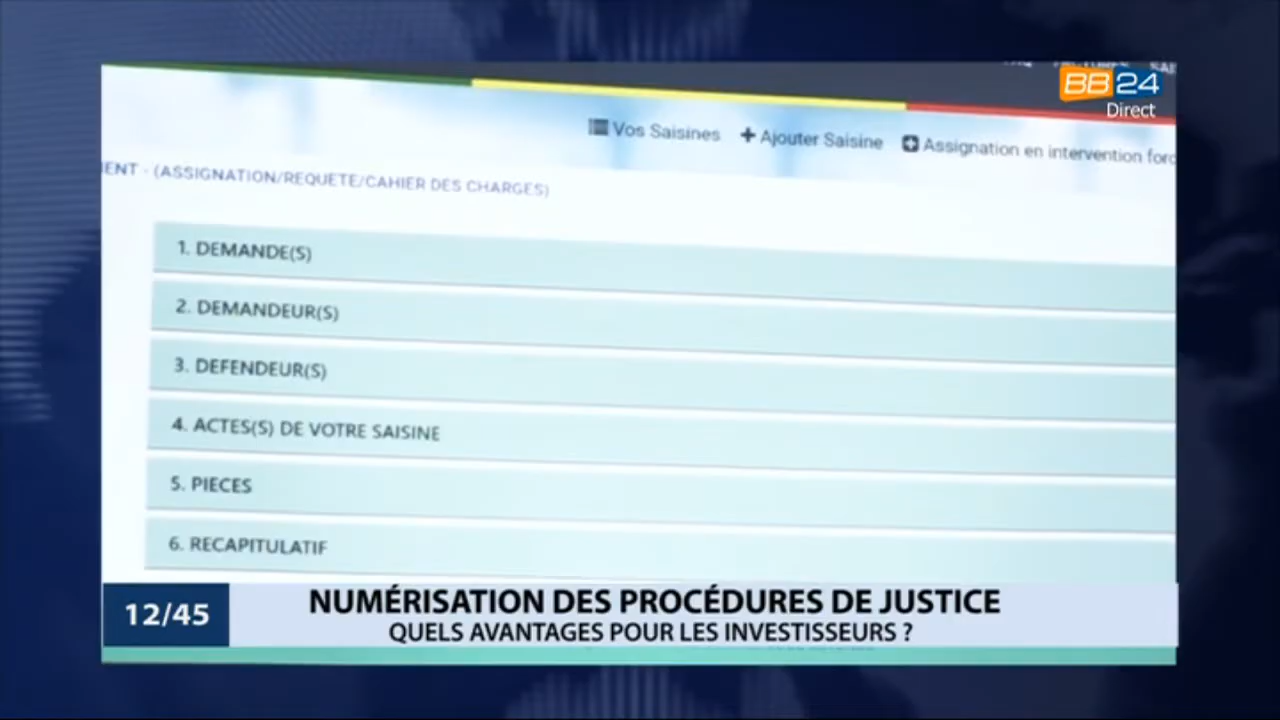 FAQ
BB24
Direct
Vos Saisines
Ajouter Saisine
Assignation en intervention
(ASSIGNATION/REQUETE/CAHIER DES CHARGES)
1. DEMANDE(S)
2. DEMANDEUR(S)
3. DEFENDEUR(S)
4. ACTES(S) DE VOTRE SAISINE
5. PIECES
6. RECAPITULATIF
12/45
NUMÉRISATION DES PROCÉDURES DE JUSTICE
QUELS AVANTAGES POUR LES INVESTISSEURS ?